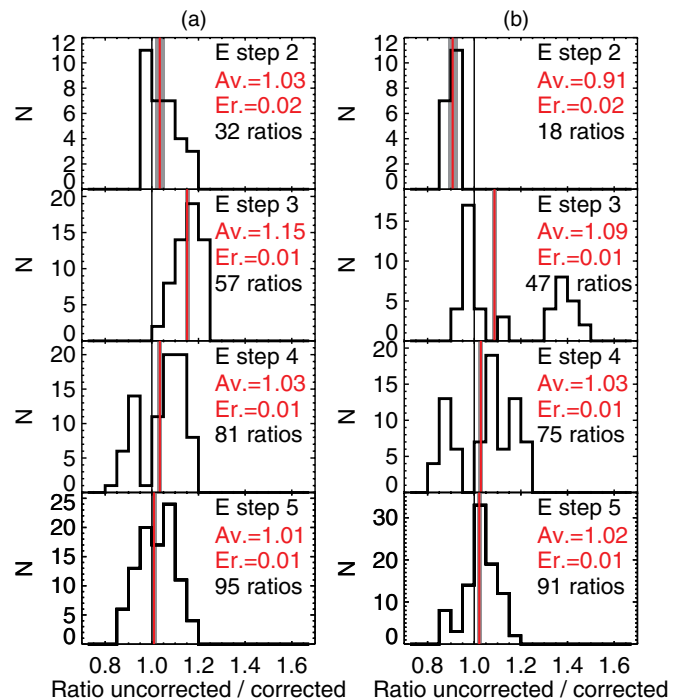 (a)
12
10
8
6
4
2
0
N
E step 2
Av.=1.03
Er.=0.02
32 ratios
20
15
10
5
0
N
E step 3
Av.=1.15
Er.=0.01
57 ratios
20
15
10
5
0
N
E step 4
Av.=1.03
Er.=0.01
81 ratios
25
20
15
10
5
0
N
E step 5
Av.=1.01
Er.=0.01
95 ratios
0.8 1.0 1.2 1.4 1.6
Ratio uncorrected / corrected
(b)
12
10
8
6
4
2
0
N
E step 2
Av.=0.91
Er.=0.02
18 ratios
20
15
10
5
0
N
E step 3
Av.=1.09
Er.=0.01
47 ratios
20
15
10
5
0
N
E step 4
Av.=1.03
Er.=0.01
75 ratios
30
20
10
0
N
E step 5
Av.=1.02
Er.=0.01
91 ratios
0.8 1.0 1.2 1.4 1.6
Ratio uncorrected / corrected